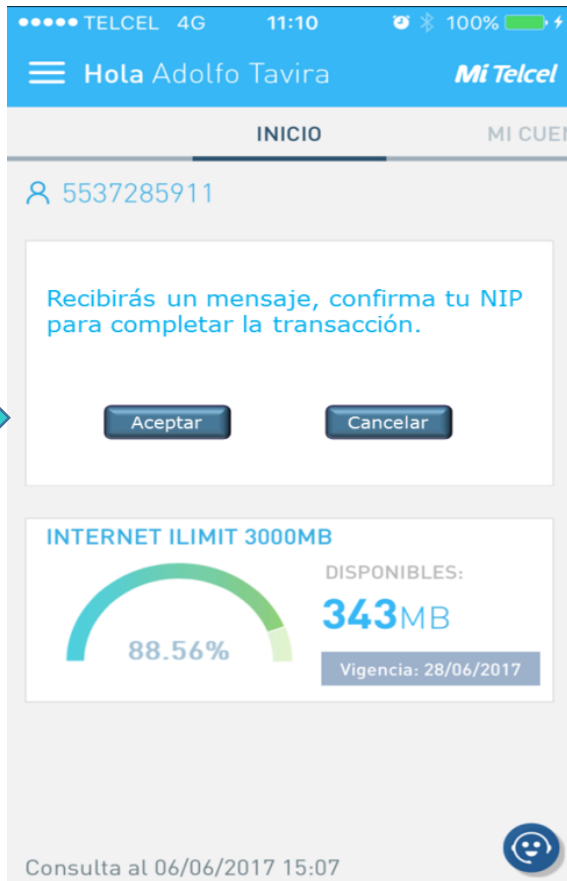 TELCEL 4G 11:10 100%
Hola Adolfo Tavira Mi Telcel
INICIO MI CUEN
5537285911
Recibirás un mensaje, confirma tu NIP
para completar la transacción.
Aceptar Cancelar
INTERNET ILIMIT 3000MB
DISPONIBLES:
343MB
88.56%
Vigencia: 28/06/2017
Consulta al 06/06/2017 15:07